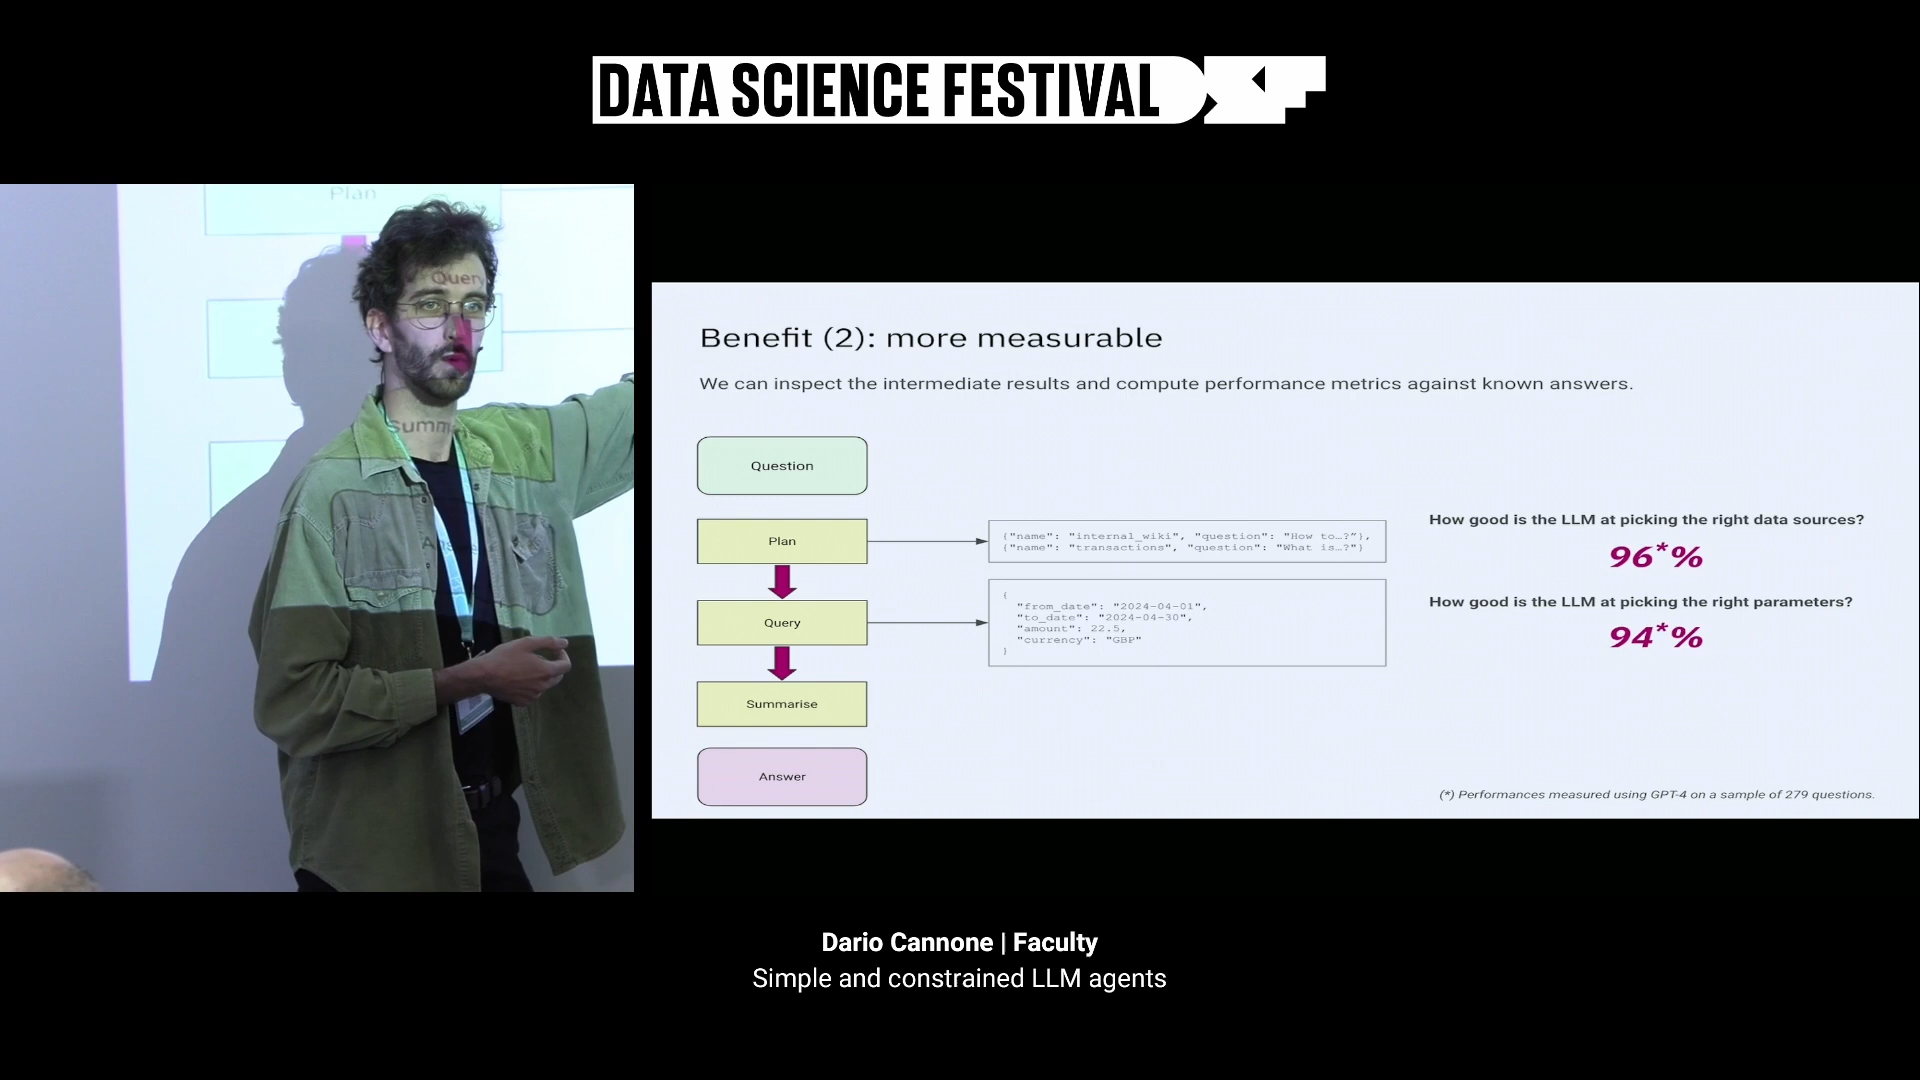 DATA SCIENCE FESTIVAL
Plan
Query
Summ
Answe
Benefit (2): more measurable
We can inspect the intermediate results and compute performance metrics against known answers.
Question
Plan
{"name": "internal_wiki", "question": "How to…?"},
{"name": "transactions", "question": "What is…?"}
How good is the LLM at picking the right data sources?
96*%
Query
{
"from_date": "2024-04-01",
"to_date": "2024-04-30",
"amount": 22.5,
"currency": "GBP"
}
How good is the LLM at picking the right parameters?
94*%
Summarise
Answer
(*) Performances measured using GPT-4 on a sample of 279 questions.
Dario Cannone | Faculty
Simple and constrained LLM agents